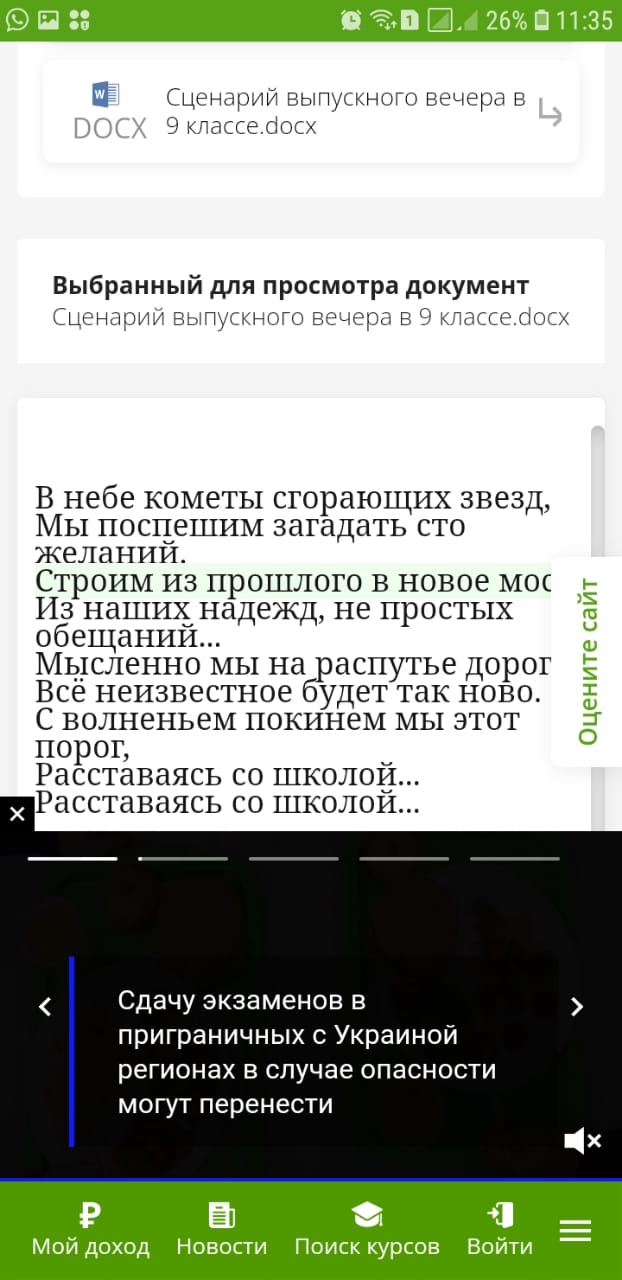 26% 11:35
W
DOCX
Сценарий выпускного вечера в
9 классе.docx
Выбранный для просмотра документ
Сценарий выпускного вечера в 9 классе.docx
В небе кометы сгорающих звезд,
Мы поспешим загадать сто
желаний.
Строим из прошлого в новое мос
Из наших надежд, не простых
обещаний...
Мысленно мы на распутье дорог
Всё неизвестное будет так ново.
С волненьем покинем мы этот
порог,
Расставаясь со школой...
Расставаясь со школой...
Оцените сайт
Сдачу экзаменов в
приграничных с Украиной
регионах в случае опасности
могут перенести
Мой доход Новости Поиск курсов Войти